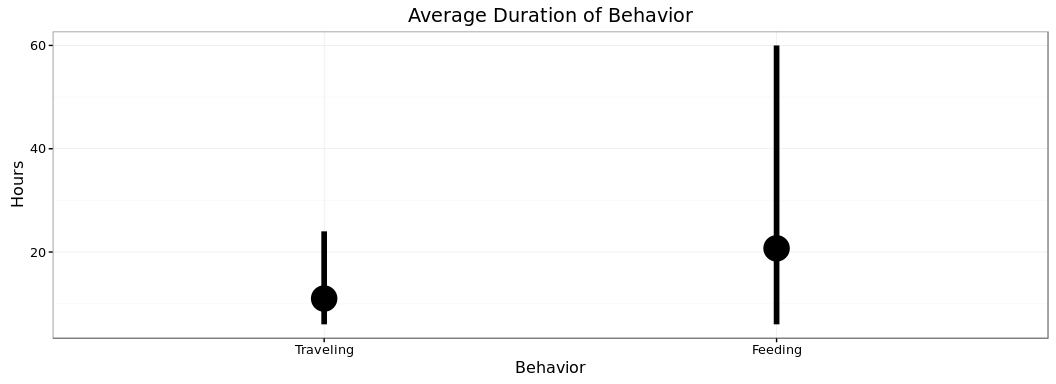 Average Duration of Behavior
Hours
60
40
20
Traveling
Feeding
Behavior